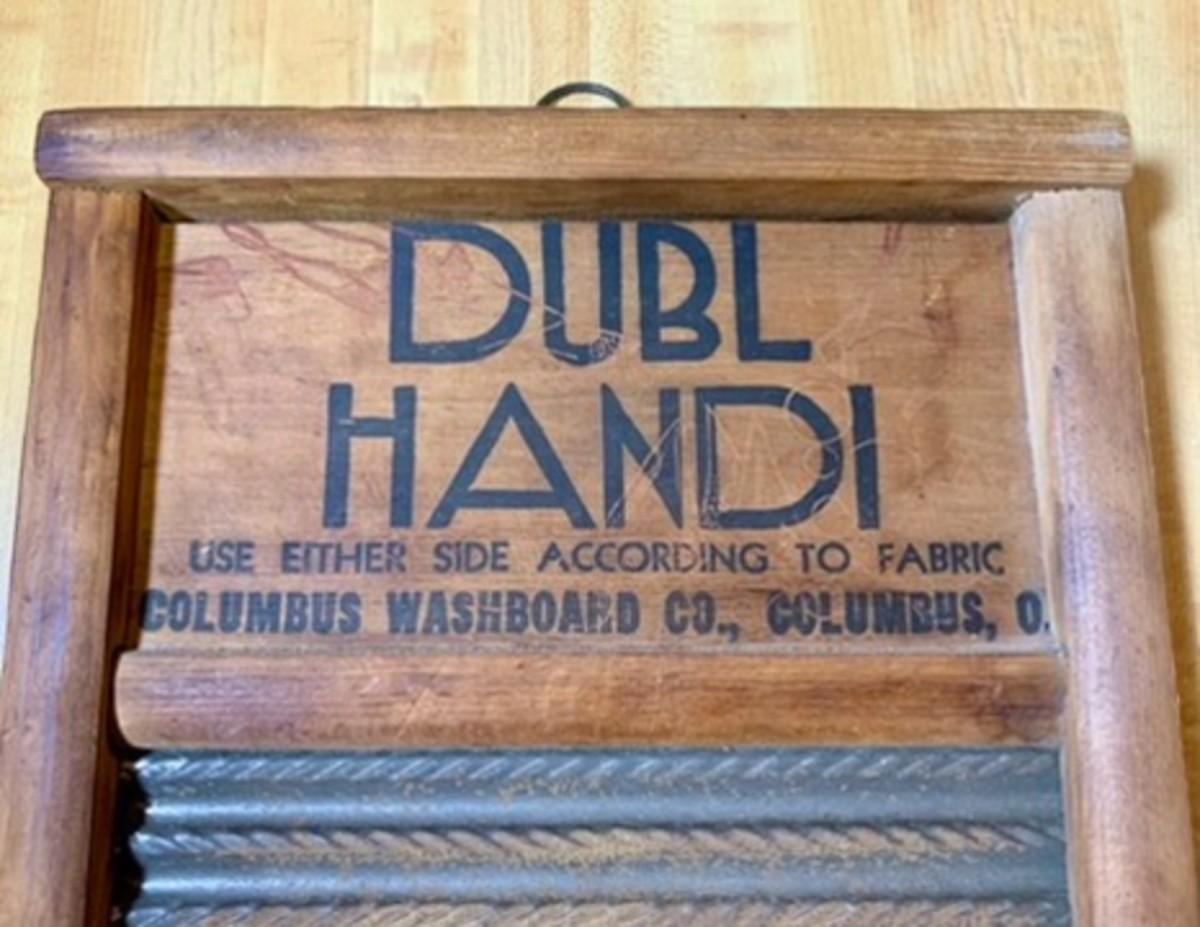 DUBL
HANDI
USE EITHER SIDE ACCORDING TO FABRIC
COLUMBUS WASHBOARD CO., COLUMBUS, O.